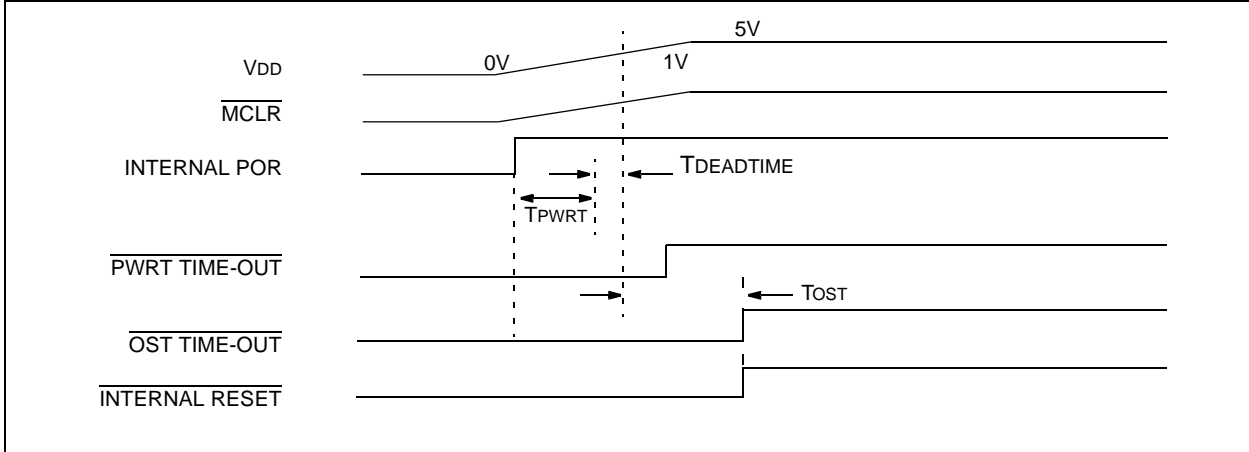 5V
VDD
0V
1V
MCLR
INTERNAL POR
TDEADTIME
TPWRT
PWRT TIME-OUT
TOST
OST TIME-OUT
INTERNAL RESET